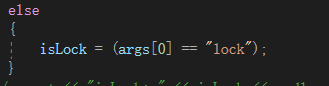 else
{
isLock = (args[0] == "lock");
}